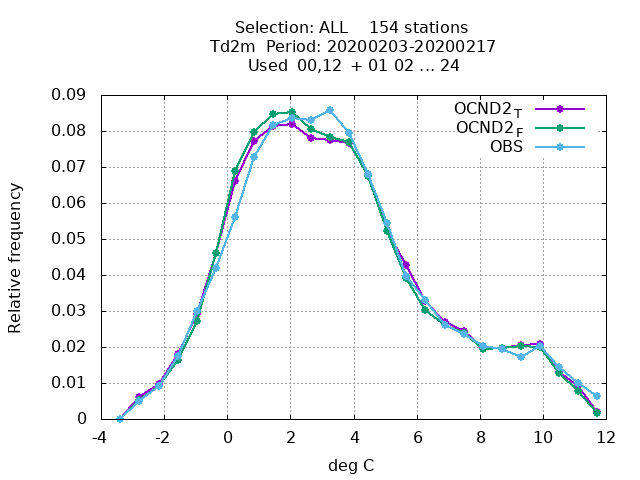 Selection: ALL    154 stations
Td2m  Period: 20200203-20200217
Used  00,12  + 01 02 ... 24
OCND2T
OCND2F
OBS
0.09
0.08
0.07
0.06
0.05
0.04
0.03
0.02
0.01
0
-4 -2 0 2 4 6 8 10 12
Relative frequency
deg C